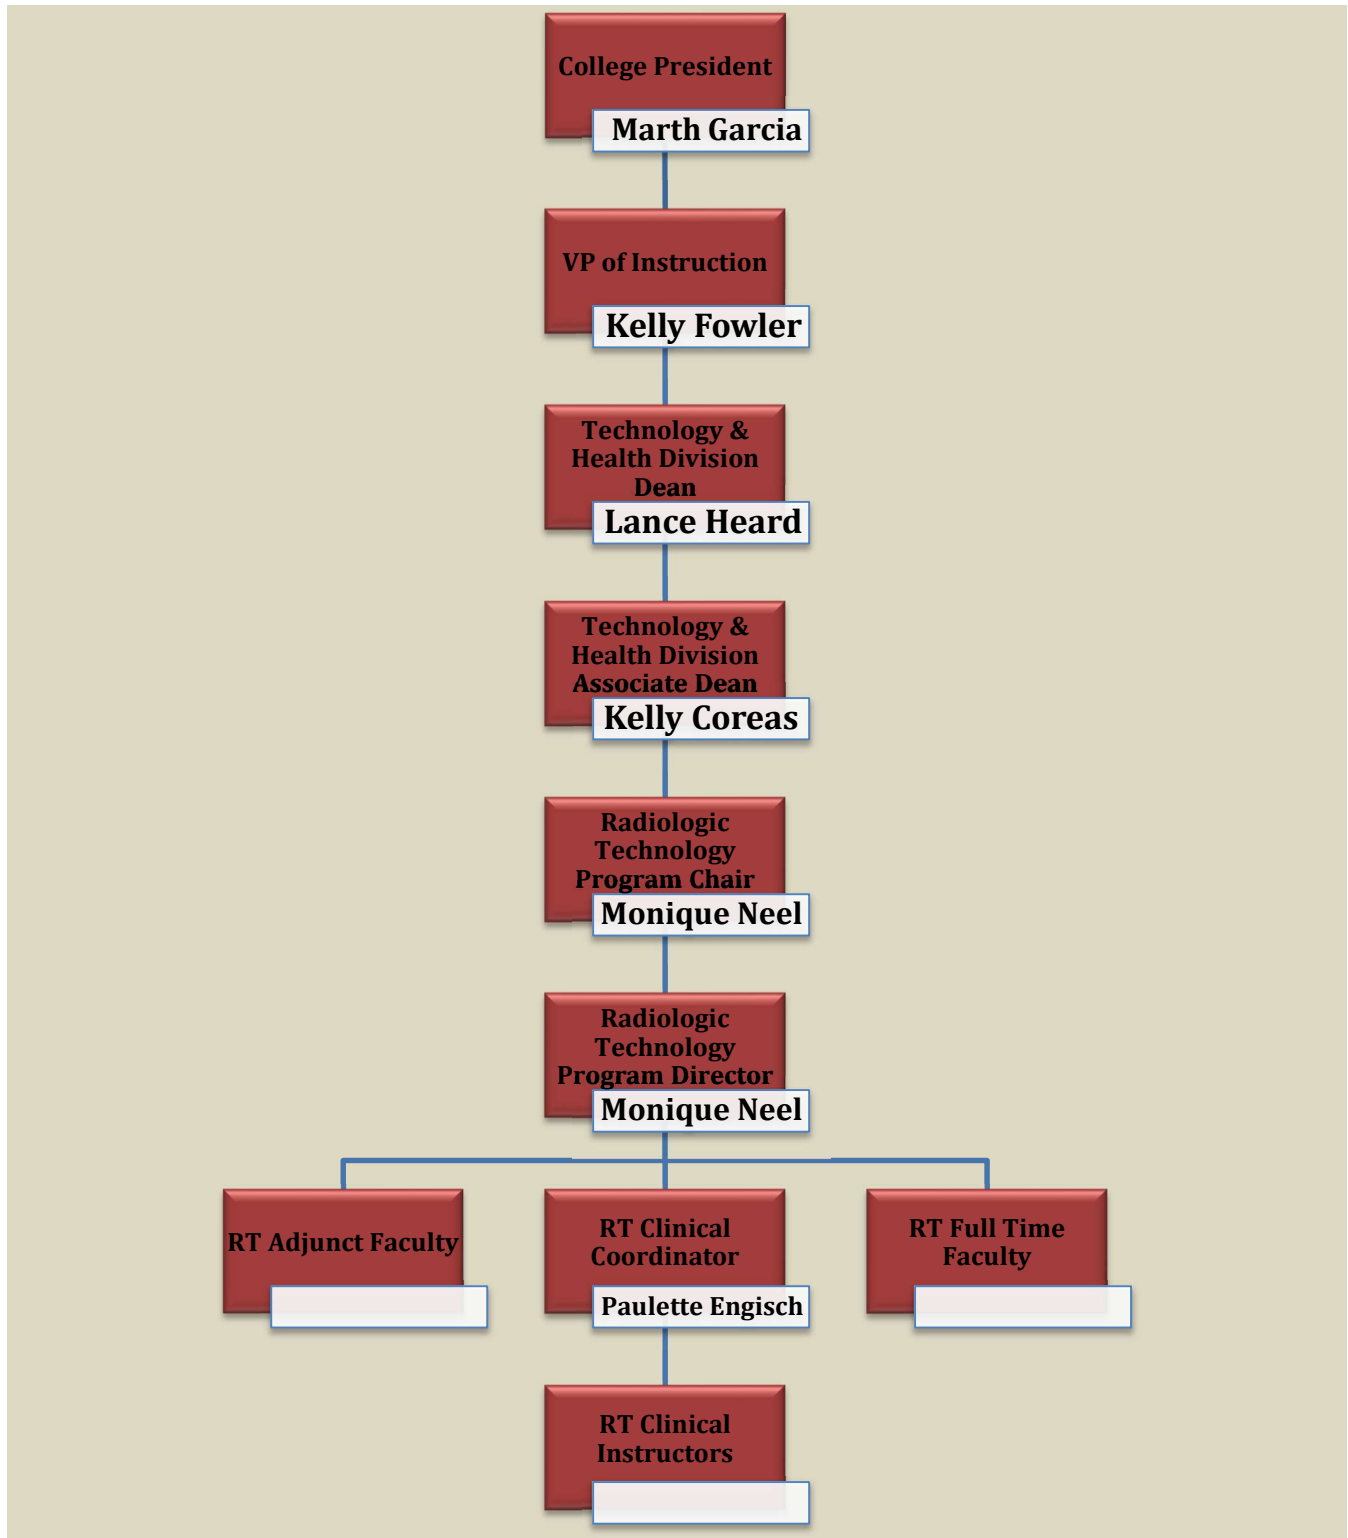 College President
Marth Garcia
VP of Instruction
Kelly Fowler
Technology &
Health Division
Dean
Lance Heard
Technology &
Health Division
Associate Dean
Kelly Coreas
Radiologic
Technology
Program Chair
Monique Neel
Radiologic
Technology
Program Director
Monique Neel
RT Adjunct Faculty
RT Clinical
Coordinator
Paulette Engisch
RT Full Time
Faculty
RT Clinical
Instructors